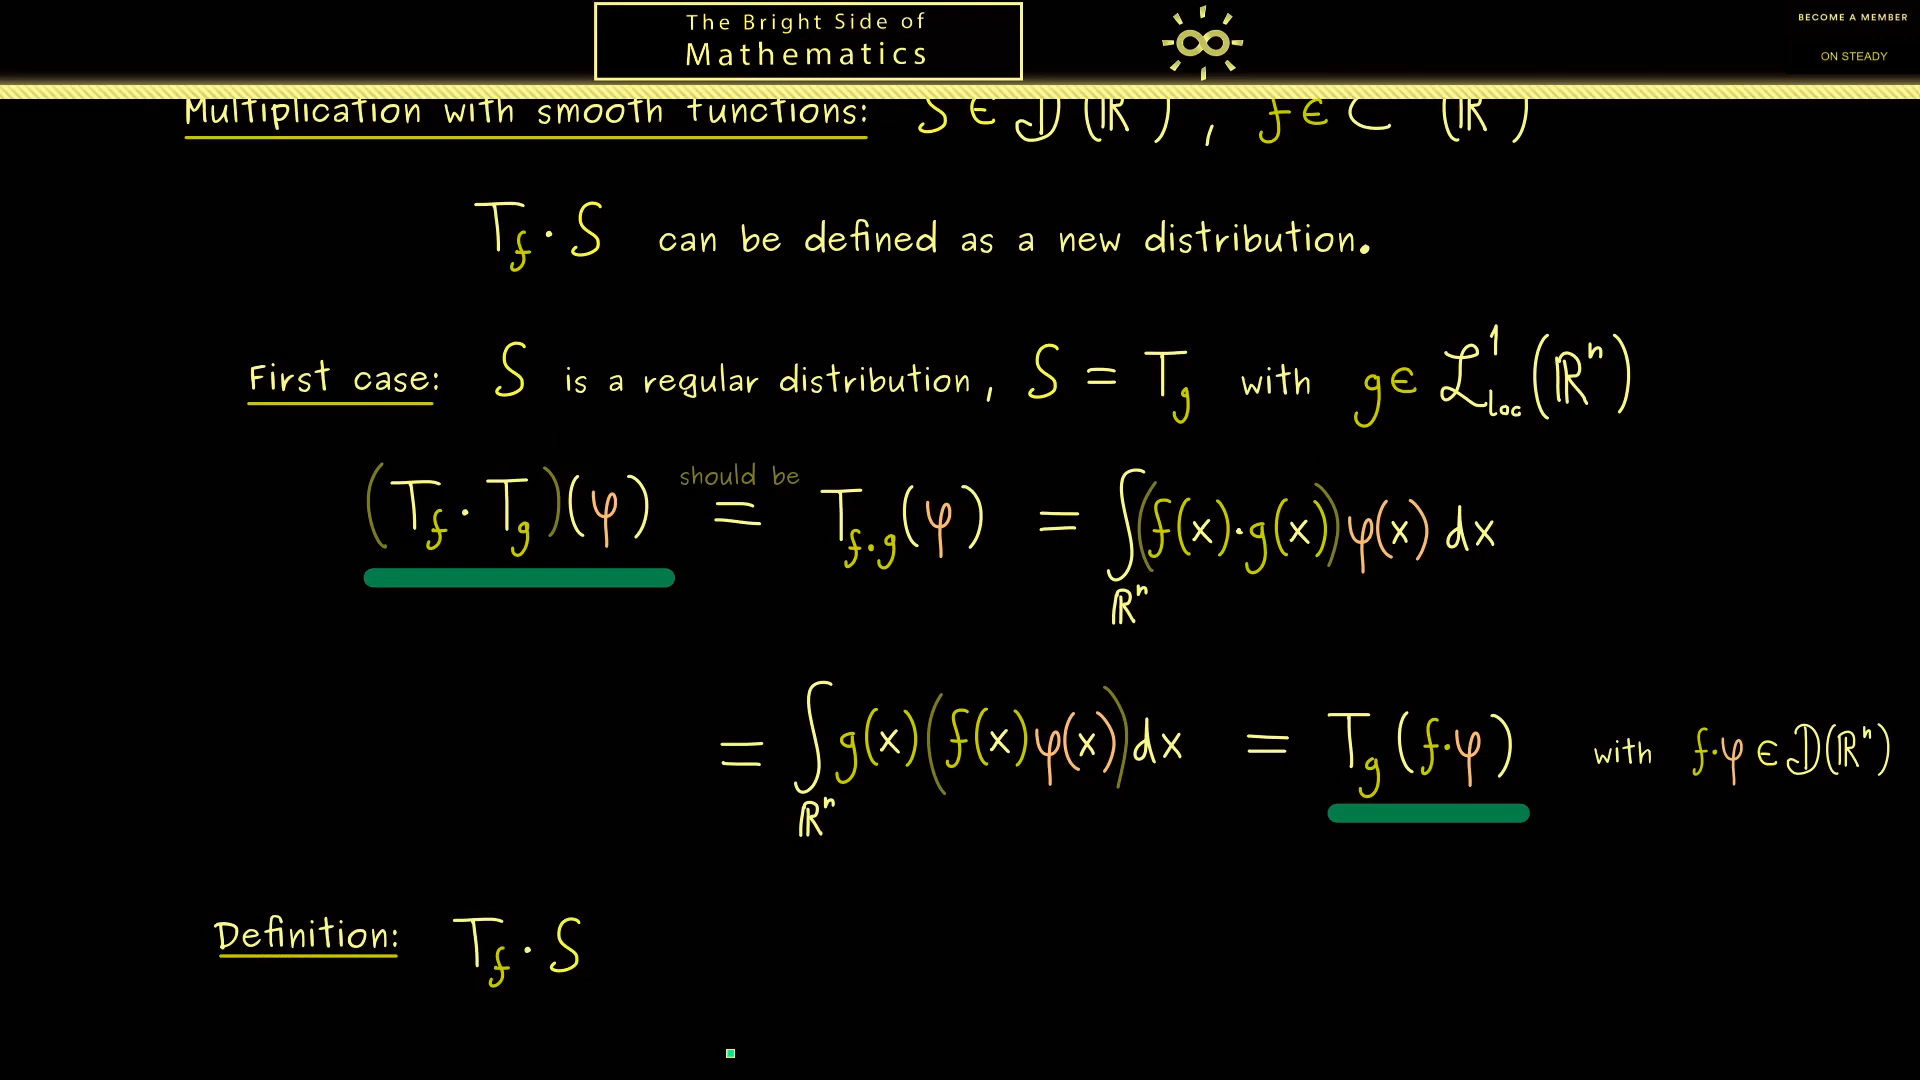 The Bright Side of
Mathematics
BECOME A MEMBER
ON STEADY
Multiplication with smooth functions: S ∈ 𝒟 (ℝ ) , f ∈ C (ℝ )
T_f · S can be defined as a new distribution.
First case: S is a regular distribution, S = T_g with g ∈ ℒ¹_loc(ℝⁿ)
(T_f · T_g)(φ) should be = T_{f·g}(φ) = ∫_{ℝⁿ} (f(x)·g(x)) φ(x) dx
= ∫_{ℝⁿ} g(x)(f(x)φ(x)) dx = T_g(f·φ) with f·φ ∈ 𝒟(ℝⁿ)
Definition: T_f · S